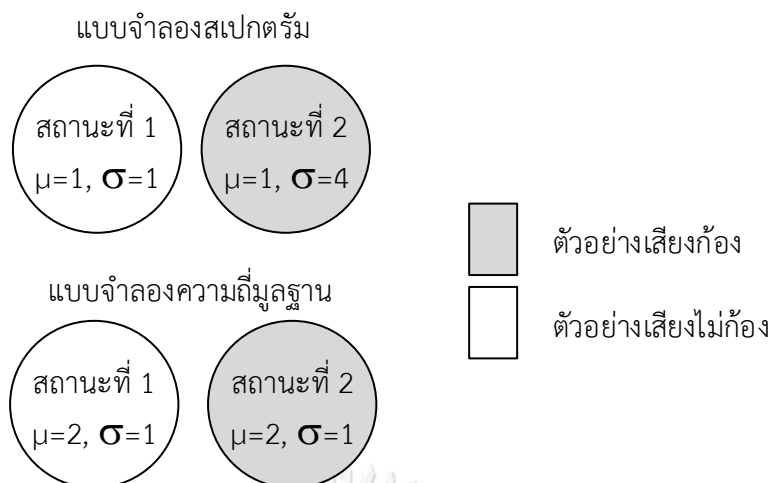 แบบจำลองสเปกตรัม
สถานะที่ 1
μ=1, σ=1
สถานะที่ 2
μ=1, σ=4
แบบจำลองความถี่มูลฐาน
สถานะที่ 1
μ=2, σ=1
สถานะที่ 2
μ=2, σ=1
ตัวอย่างเสียงก้อง
ตัวอย่างเสียงไม่ก้อง